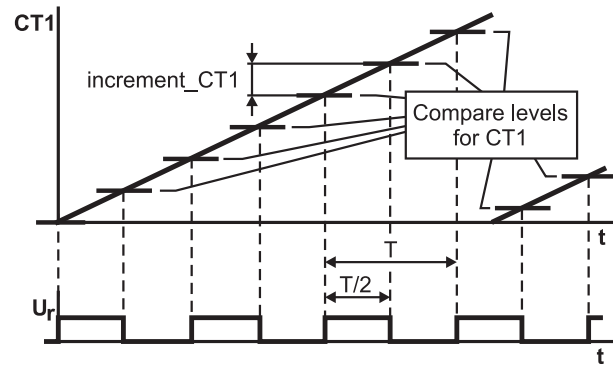 CT1
increment_CT1
Compare levels
for CT1
t
T
T/2
Ur
t